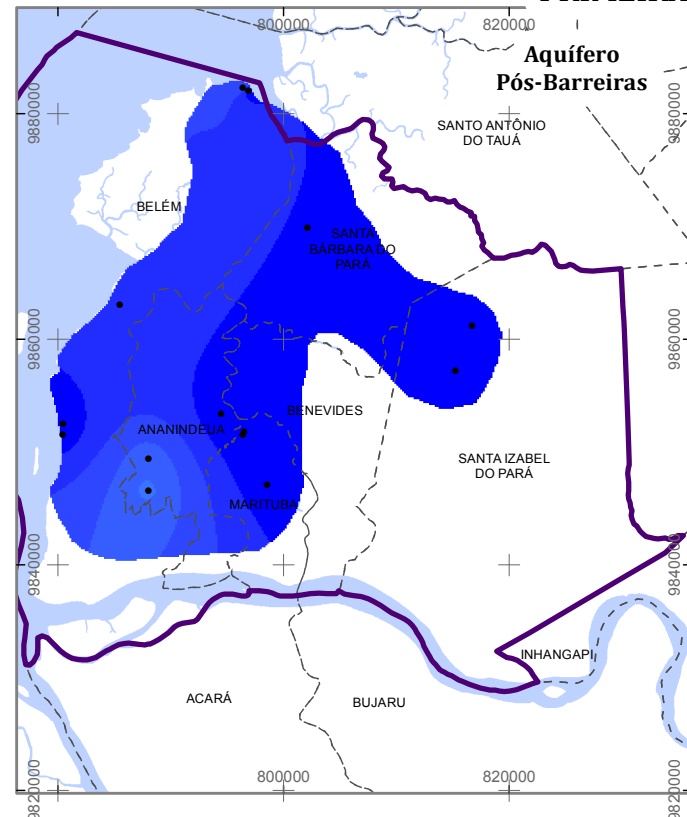 800000
820000
Aquífero
Pós-Barreiras
9880000
9880000
SANTO ANTÔNIO
DO TAUÁ
BELÉM
SANTA
BÁRBARA DO
PARÁ
9860000
9860000
BENEVIDES
ANANINDEUA
SANTA IZABEL
DO PARÁ
MARITUBA
9840000
9840000
INHANGAPI
ACARÁ
BUJARU
9820000
9820000
800000
820000